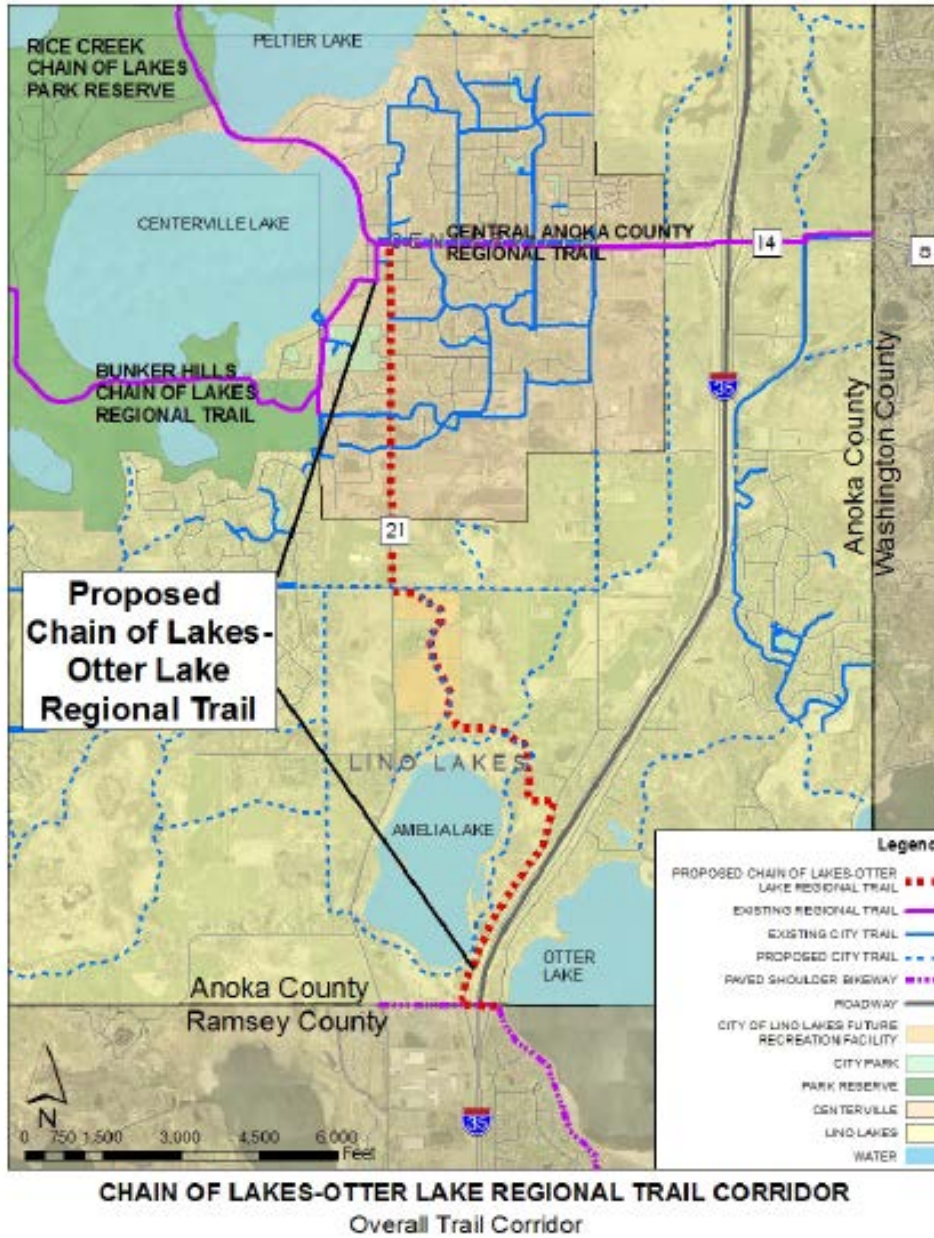 RICE CREEK
CHAIN OF LAKES
PARK RESERVE
PELTIER LAKE
CENTERVILLE LAKE
CENTRAL ANOKA COUNTY
REGIONAL TRAIL
14
8
BUNKER HILLS
CHAIN OF LAKES
REGIONAL TRAIL
35
Anoka County
Washington County
21
Proposed
Chain of Lakes-
Otter Lake
Regional Trail
LINO LAKES
AMELIA LAKE
OTTER
LAKE
Anoka County
Ramsey County
35
N
0 750 1,500 3,000 4,500 6,000
Feet
Legend
PROPOSED CHAIN OF LAKES-OTTER
LAKE REGIONAL TRAIL
EXISTING REGIONAL TRAIL
EXISTING CITY TRAIL
PROPOSED CITY TRAIL
PAVED SHOULDER BIKEWAY
ROADWAY
CITY OF LINO LAKES FUTURE
RECREATION FACILITY
CITY PARK
PARK RESERVE
CENTERVILLE
LINO LAKES
WATER
CHAIN OF LAKES-OTTER LAKE REGIONAL TRAIL CORRIDOR
Overall Trail Corridor